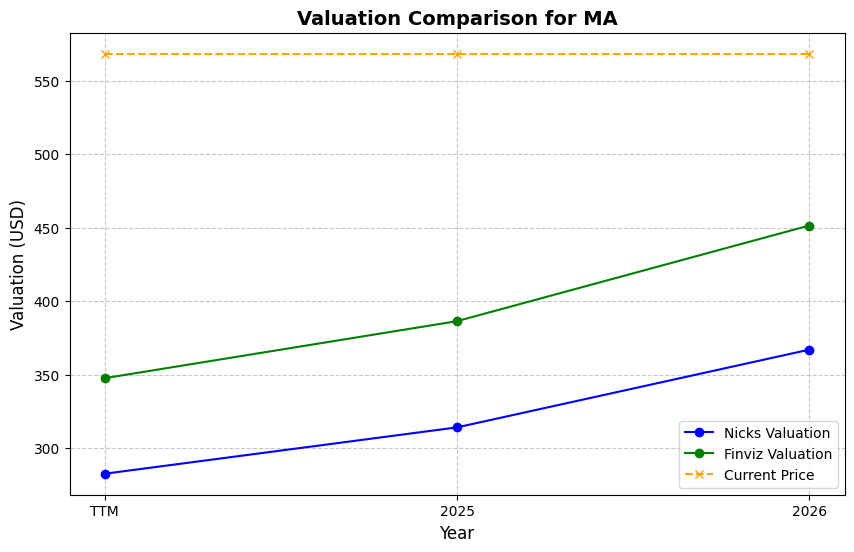 Valuation Comparison for MA
Valuation (USD)
550
500
450
400
350
300
TTM
2025
2026
Year
Nicks Valuation
Finviz Valuation
Current Price